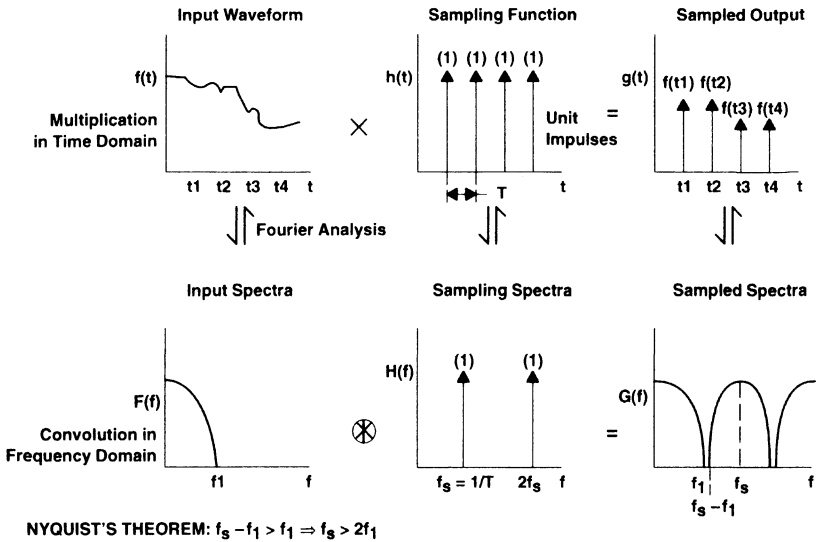 Input Waveform
Sampling Function
Sampled Output
f(t)
Multiplication
in Time Domain
t1 t2 t3 t4 t
×
h(t)
(1) (1) (1) (1)
Unit
Impulses
T
t
=
g(t)
f(t1) f(t2)
f(t3) f(t4)
t1 t2 t3 t4 t
Fourier Analysis
Input Spectra
Sampling Spectra
Sampled Spectra
F(f)
Convolution in
Frequency Domain
f1 f
H(f)
(1) (1)
fs = 1/T 2fs f
=
G(f)
f1 fs f
fs – f1
NYQUIST'S THEOREM: fs – f1 > f1 ⇒ fs > 2f1